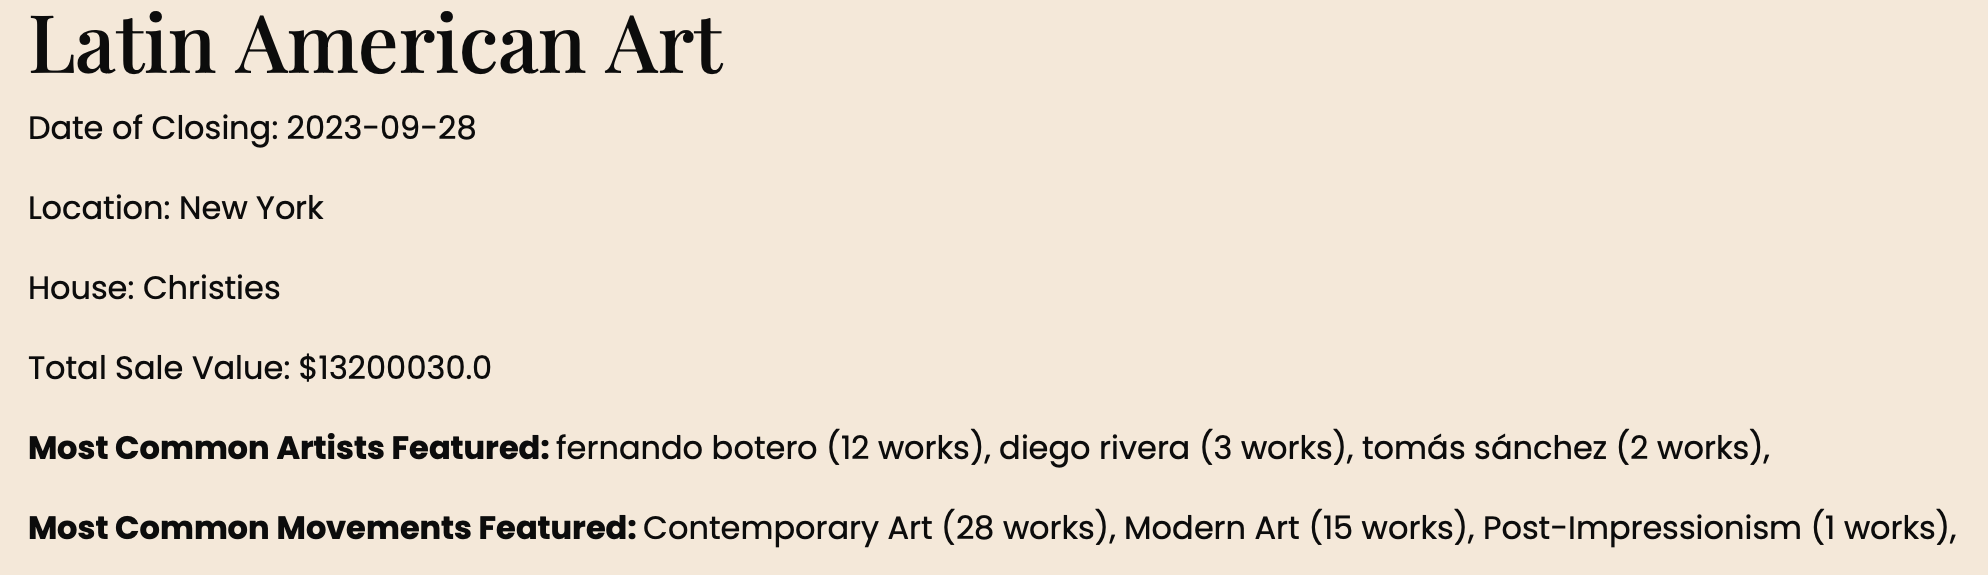 Latin American Art
Date of Closing: 2023-09-28
Location: New York
House: Christies
Total Sale Value: $13200030.0
Most Common Artists Featured: fernando botero (12 works), diego rivera (3 works), tomás sánchez (2 works),
Most Common Movements Featured: Contemporary Art (28 works), Modern Art (15 works), Post-Impressionism (1 works),